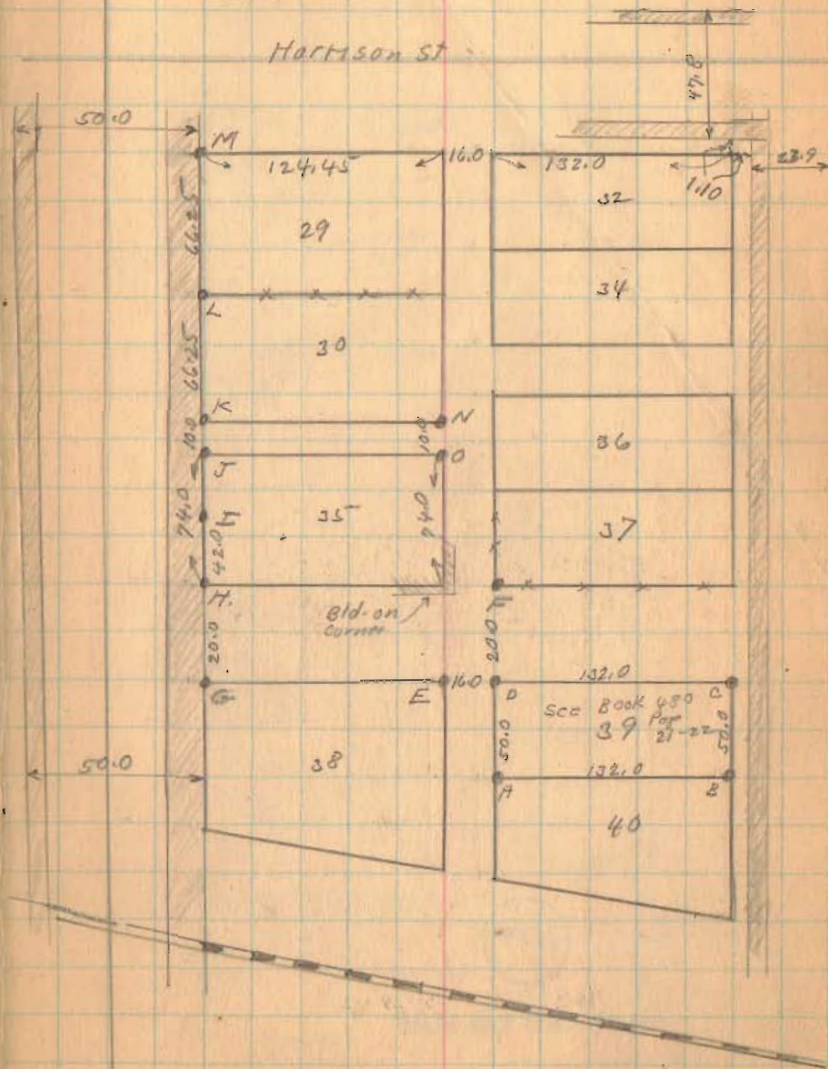 Harrison St
47.8
50.0
M
124.45
16.0
132.0
1.10
23.9
66.25
29
32
L
34
66.25
30
K
N
10.0
10.0
J
O
36
74.0
35
74.0
42.0
37
H.
Bld-on
Corner
20.0
20.0
G
E
16.0
D
132.0
C
See Book 480
39 Page
21-22
50.0
50.0
50.0
38
A
132.0
B
40